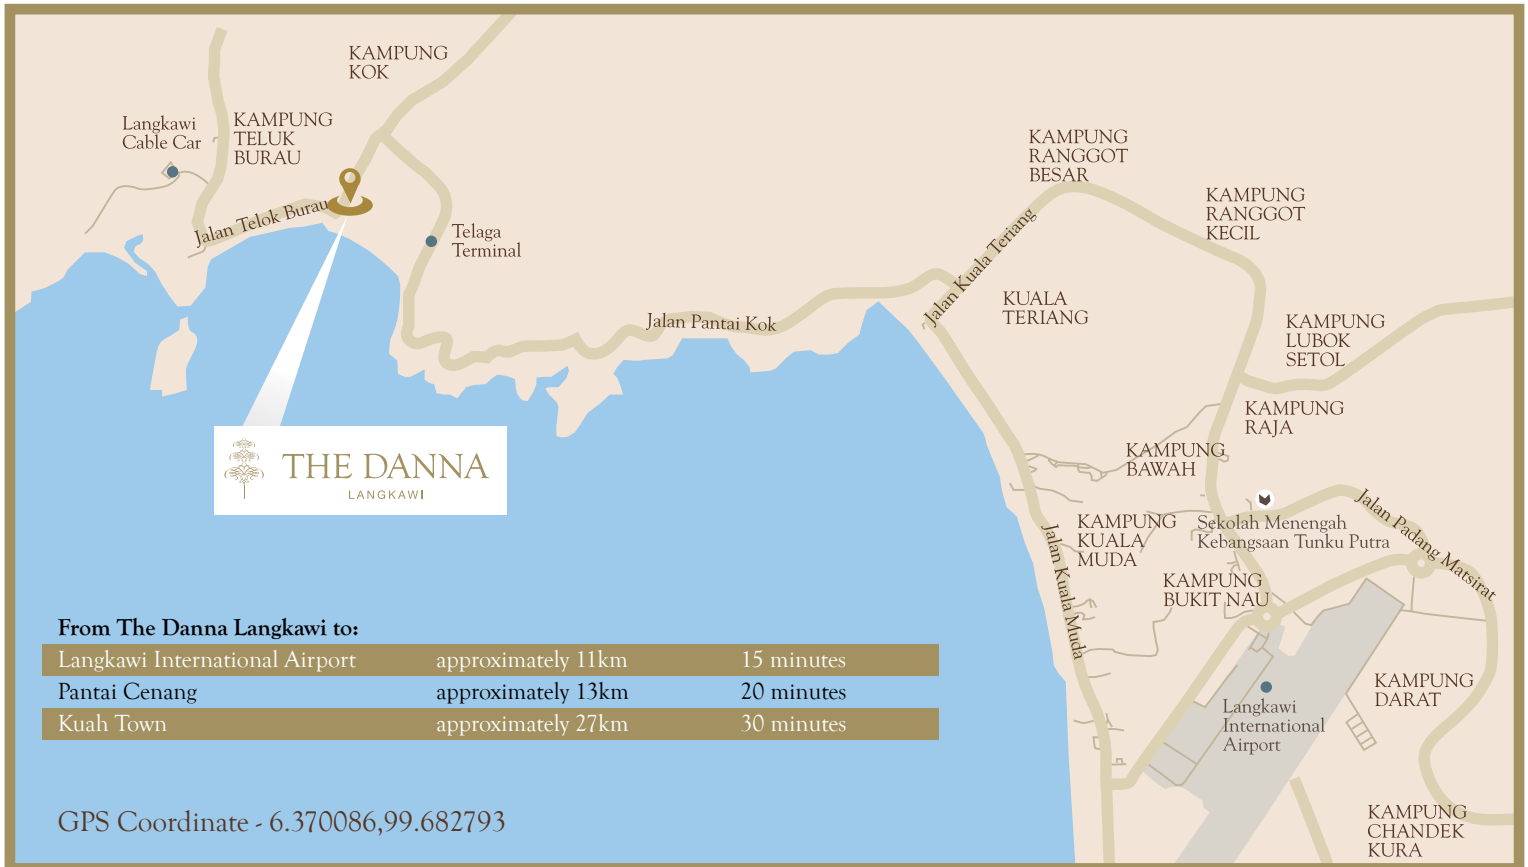 KAMPUNG
KOK
Langkawi
Cable Car
KAMPUNG
TELUK
BURAU
Jalan Telok Burau
Telaga
Terminal
KAMPUNG
RANGGOT
BESAR
KAMPUNG
RANGGOT
KECIL
Jalan Kuala Teriang
KUALA
TERIANG
Jalan Pantai Kok
KAMPUNG
LUBOK
SETOL
KAMPUNG
RAJA
KAMPUNG
BAWAH
THE DANNA
LANGKAWI
Jalan Padang Matsirat
Sekolah Menengah
Kebangsaan Tunku Putra
KAMPUNG
KUALA
MUDA
Jalan Kuala Muda
KAMPUNG
BUKIT NAU
From The Danna Langkawi to:
Langkawi International Airport approximately 11km 15 minutes
Pantai Cenang approximately 13km 20 minutes
Kuah Town approximately 27km 30 minutes
KAMPUNG
DARAT
Langkawi
International
Airport
GPS Coordinate - 6.370086,99.682793
KAMPUNG
CHANDEK
KURA